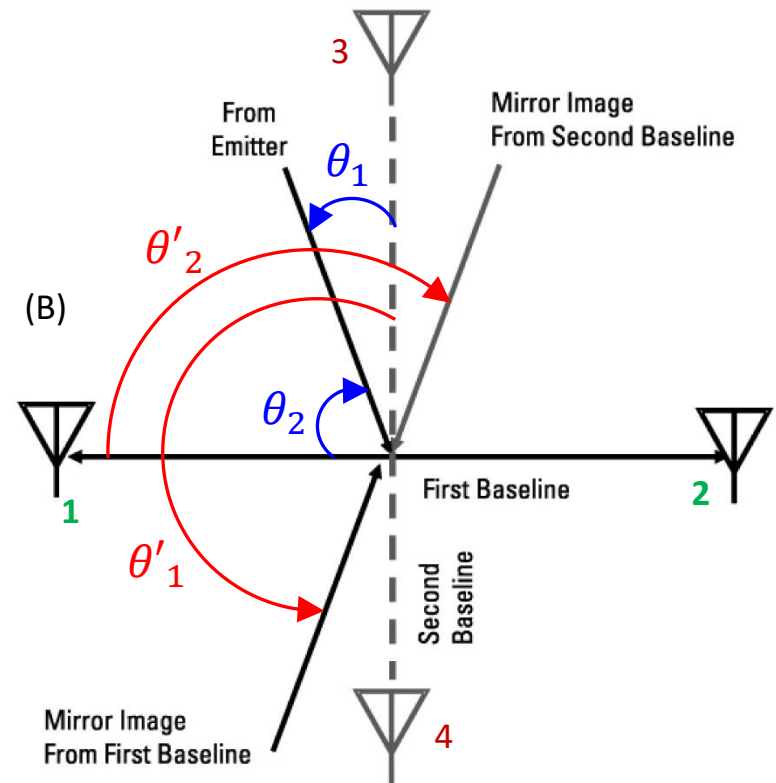 3
From
Emitter
Mirror Image
From Second Baseline
θ₁
θ'₂
(B)
θ₂
1
First Baseline
2
θ'₁
Second
Baseline
Mirror Image
From First Baseline
4